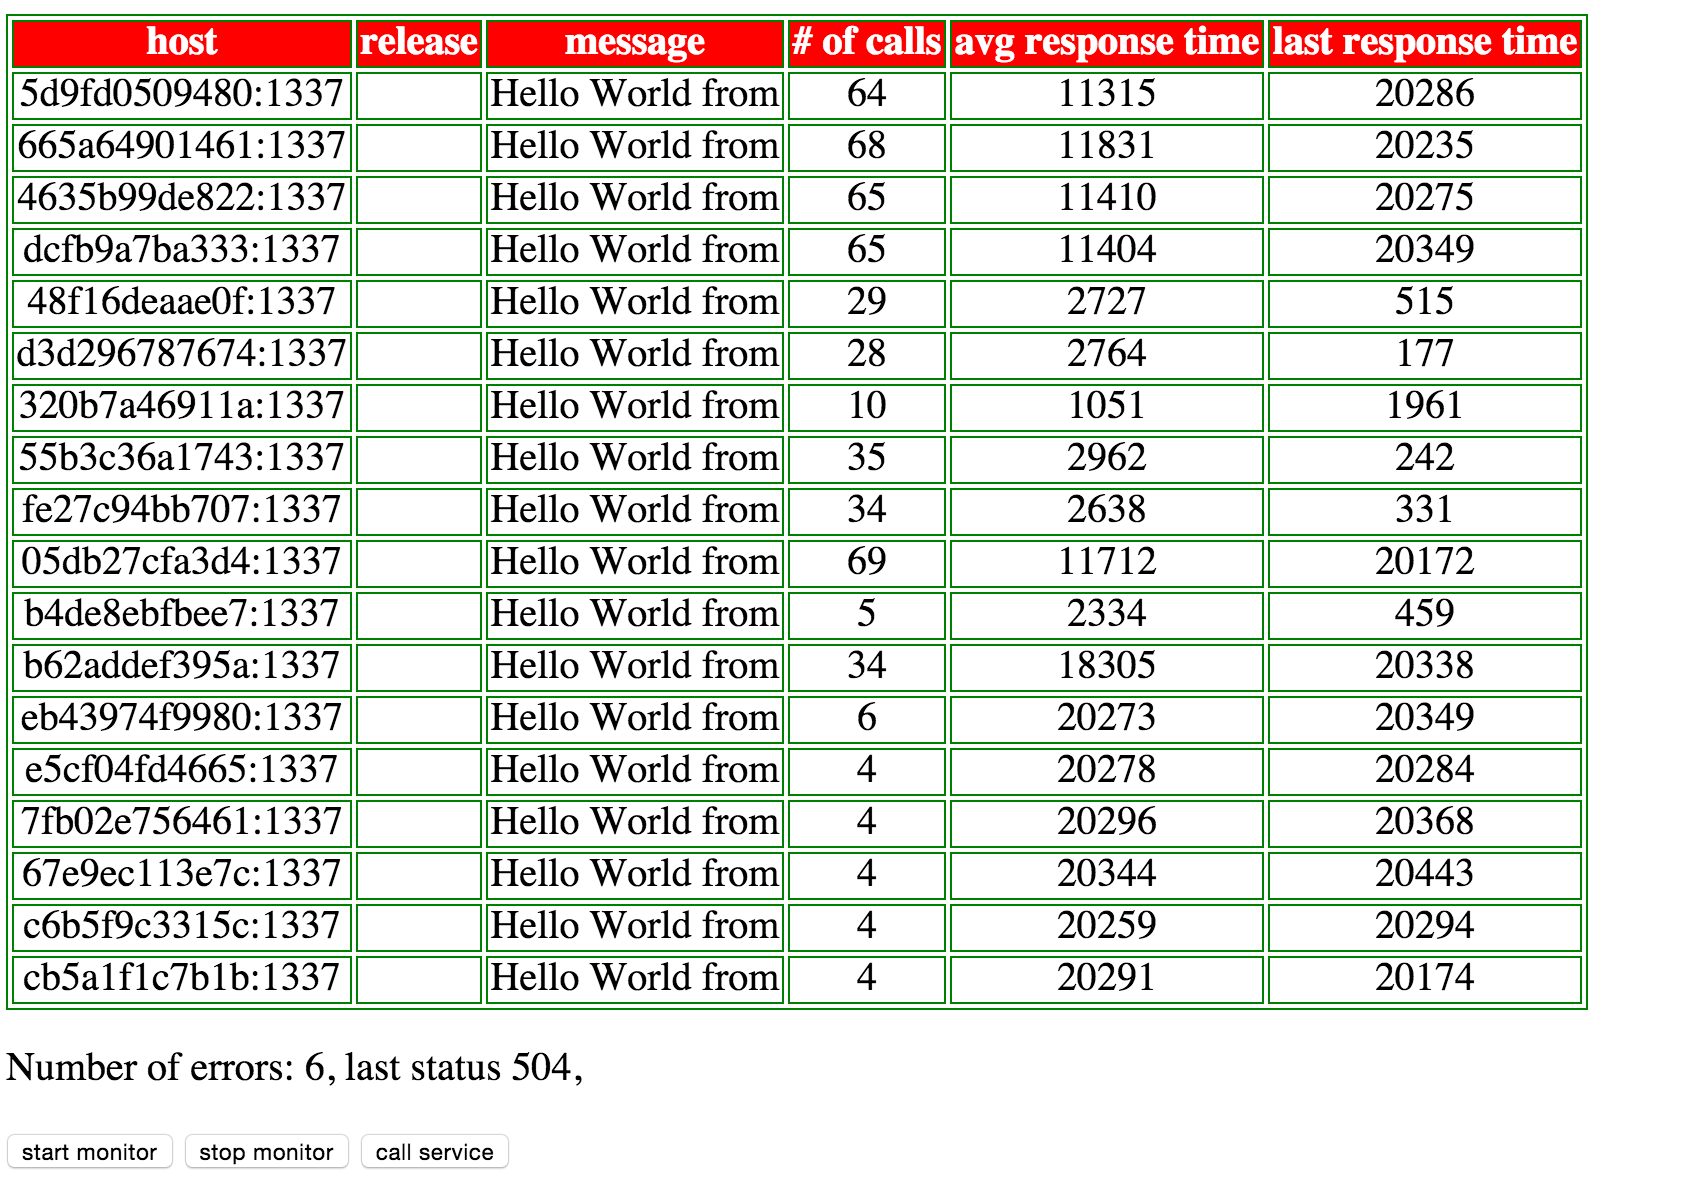 host release message # of calls avg response time last response time
5d9fd0509480:1337 Hello World from 64 11315 20286
665a64901461:1337 Hello World from 68 11831 20235
4635b99de822:1337 Hello World from 65 11410 20275
dcfb9a7ba333:1337 Hello World from 65 11404 20349
48f16deaae0f:1337 Hello World from 29 2727 515
d3d296787674:1337 Hello World from 28 2764 177
320b7a46911a:1337 Hello World from 10 1051 1961
55b3c36a1743:1337 Hello World from 35 2962 242
fe27c94bb707:1337 Hello World from 34 2638 331
05db27cfa3d4:1337 Hello World from 69 11712 20172
b4de8ebfbee7:1337 Hello World from 5 2334 459
b62addef395a:1337 Hello World from 34 18305 20338
eb43974f9980:1337 Hello World from 6 20273 20349
e5cf04fd4665:1337 Hello World from 4 20278 20284
7fb02e756461:1337 Hello World from 4 20296 20368
67e9ec113e7c:1337 Hello World from 4 20344 20443
c6b5f9c3315c:1337 Hello World from 4 20259 20294
cb5a1f1c7b1b:1337 Hello World from 4 20291 20174
Number of errors: 6, last status 504,
start monitor stop monitor call service